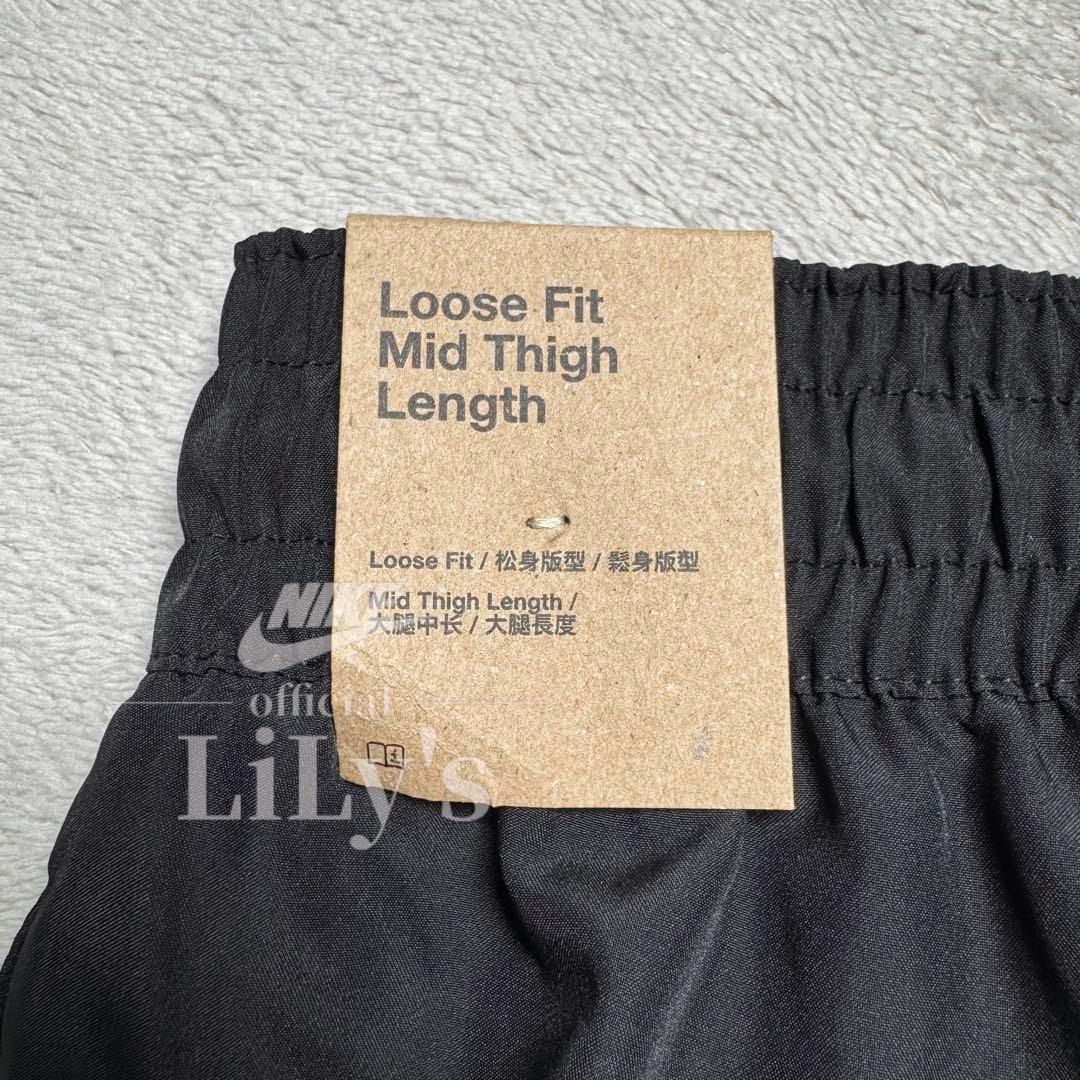 Loose Fit
Mid Thigh
Length
Loose Fit / 松身版型 / 鬆身版型
Mid Thigh Length /
大腿中长 / 大腿長度
NIKE
official
LiLy's